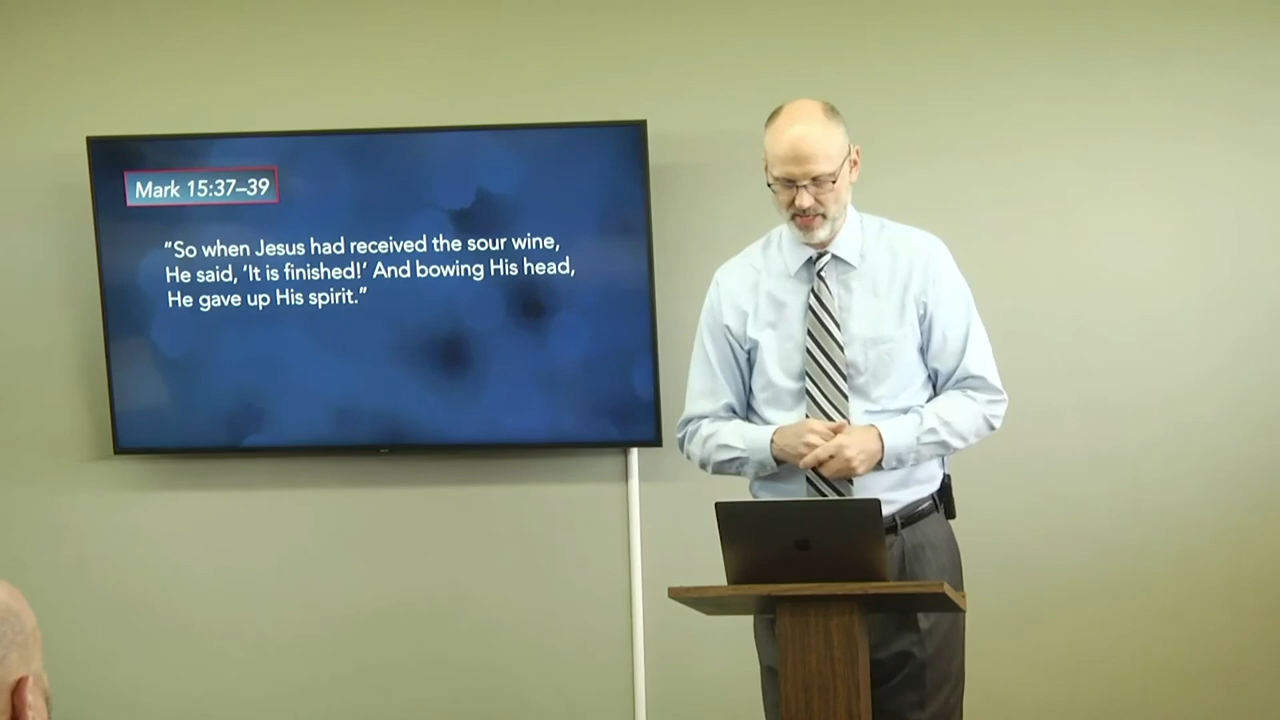 Mark 15:37–39
“So when Jesus had received the sour wine,
He said, ‘It is finished!’ And bowing His head,
He gave up His spirit.”